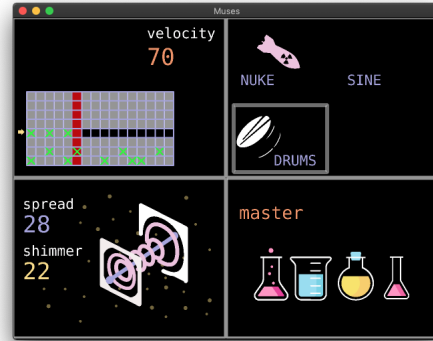 Muses
velocity
70
NUKE
SINE
DRUMS
spread
28
shimmer
22
master